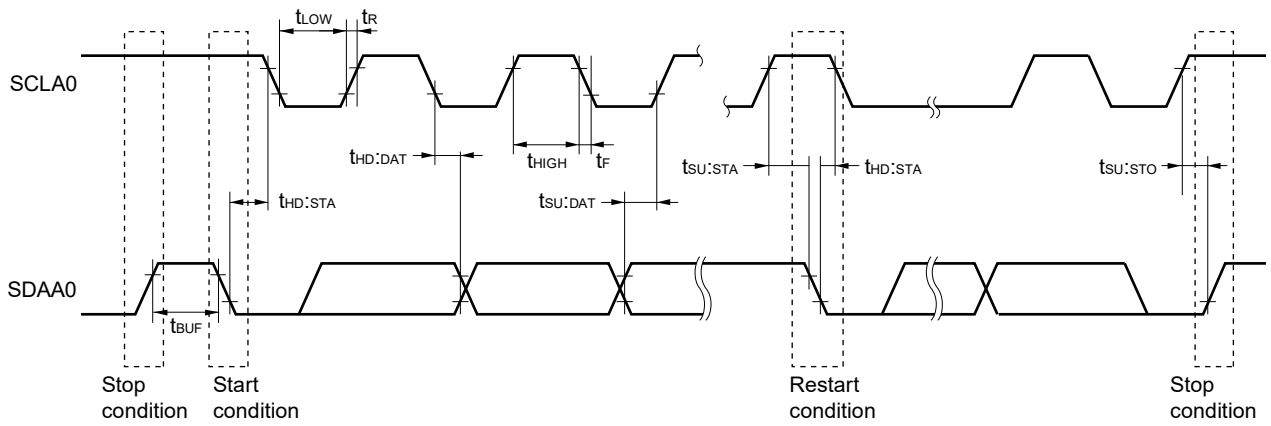 tLOW
tR
SCLA0
tHD:DAT
tHIGH
tF
tSU:STA
tHD:STA
tSU:STO
tHD:STA
tSU:DAT
SDAA0
tBUF
Stop
condition
Start
condition
Restart
condition
Stop
condition